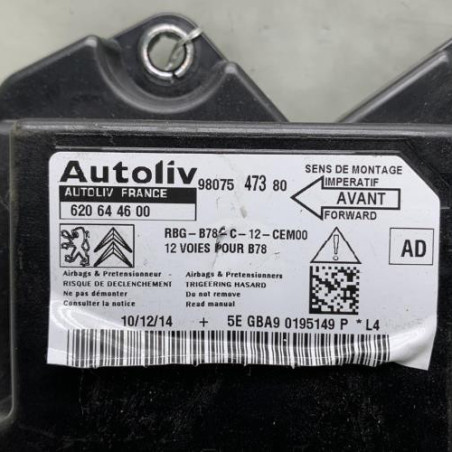 Autoliv
AUTOLIV FRANCE
620 64 46 00
98075 473 80
SENS DE MONTAGE
IMPERATIF
AVANT
FORWARD
RBG-B78-C-12-CEM00
12 VOIES POUR B78
AD
Airbags & Pretensionneur
RISQUE DE DECLENCHEMENT
Ne pas démonter
Consulter la notice
Airbags & Pretensionner
TRIGEERING HASARD
Do not remove
Read manual
10/12/14 + 5E GBA9 0195149 P * L4